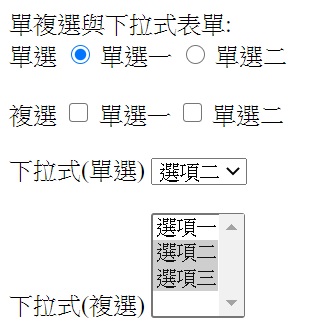 單複選與下拉式表單:
單選 單選一 單選二
複選 單選一 單選二
下拉式(單選) 選項二
選項一
選項二
選項三
下拉式(複選)